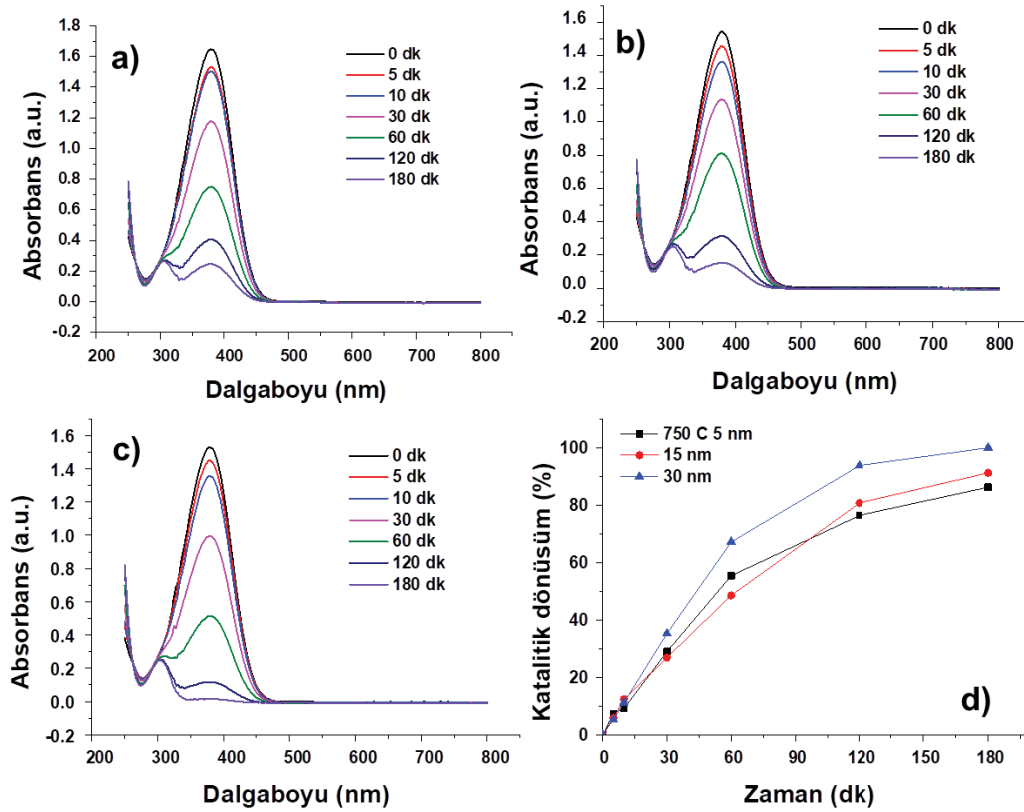 a)
1.8
1.6
1.4
1.2
1.0
0.8
0.6
0.4
0.2
0.0
-0.2
Absorbans (a.u.)
0 dk
5 dk
10 dk
30 dk
60 dk
120 dk
180 dk
200 300 400 500 600 700 800
Dalgaboyu (nm)
b)
1.6
1.4
1.2
1.0
0.8
0.6
0.4
0.2
0.0
-0.2
Absorbans (a.u.)
0 dk
5 dk
10 dk
30 dk
60 dk
120 dk
180 dk
200 300 400 500 600 700 800
Dalgaboyu (nm)
c)
1.6
1.4
1.2
1.0
0.8
0.6
0.4
0.2
0.0
-0.2
Absorbans (a.u.)
0 dk
5 dk
10 dk
30 dk
60 dk
120 dk
180 dk
200 300 400 500 600 700 800
Dalgaboyu (nm)
750 C 5 nm
15 nm
30 nm
100
80
60
40
20
0
Katalitik dönüsüm (%)
d)
0 30 60 90 120 150 180
Zaman (dk)